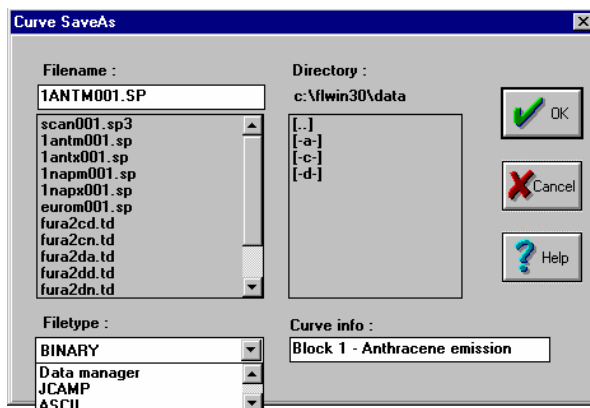 Curve SaveAs
Filename :
1ANTM001.SP
scan001.sp3
1antm001.sp
1antx001.sp
1napm001.sp
1napx001.sp
eurom001.sp
fura2cd.td
fura2cn.td
fura2da.td
fura2dd.td
fura2dn.td
Filetype :
BINARY
Data manager
JCAMP
ASCII
Directory :
c:\flwin30\data
[..]
[-a-]
[-c-]
[-d-]
Curve info :
Block 1 - Anthracene emission
OK
Cancel
Help